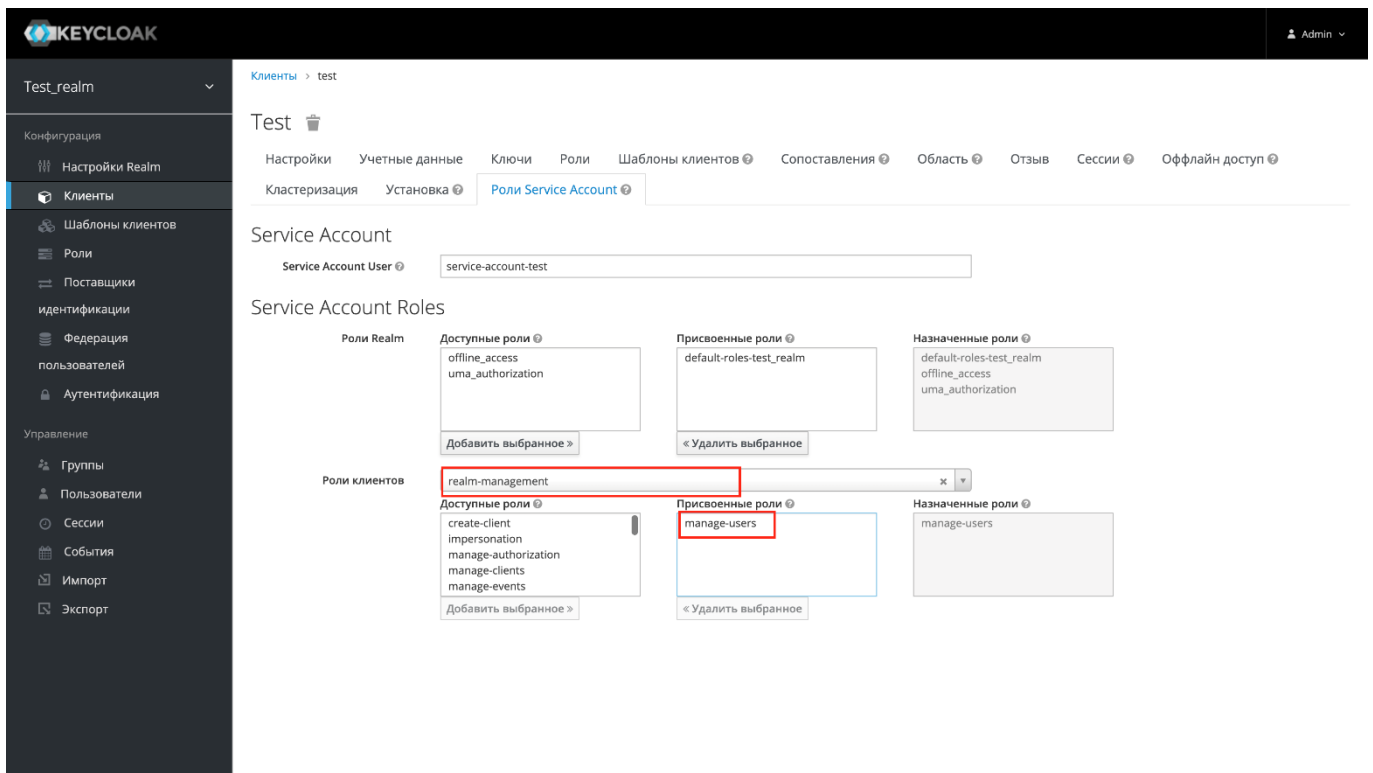 KEYCLOAK
Admin
Test_realm
Конфигурация
Настройки Realm
Клиенты
Шаблоны клиентов
Роли
Поставщики
идентификации
Федерация
пользователей
Аутентификация
Управление
Группы
Пользователи
Сессии
События
Импорт
Экспорт
Клиенты > test
Test
Настройки Учетные данные Ключи Роли Шаблоны клиентов Сопоставления Область Отзыв Сессии Оффлайн доступ
Кластеризация Установка Роли Service Account
Service Account
Service Account User service-account-test
Service Account Roles
Роли Realm Доступные роли Присвоенные роли Назначенные роли
offline_access default-roles-test_realm default-roles-test_realm
uma_authorization offline_access
uma_authorization
Добавить выбранное » « Удалить выбранное
Роли клиентов realm-management
Доступные роли Присвоенные роли Назначенные роли
create-client manage-users manage-users
impersonation
manage-authorization
manage-clients
manage-events
Добавить выбранное » « Удалить выбранное